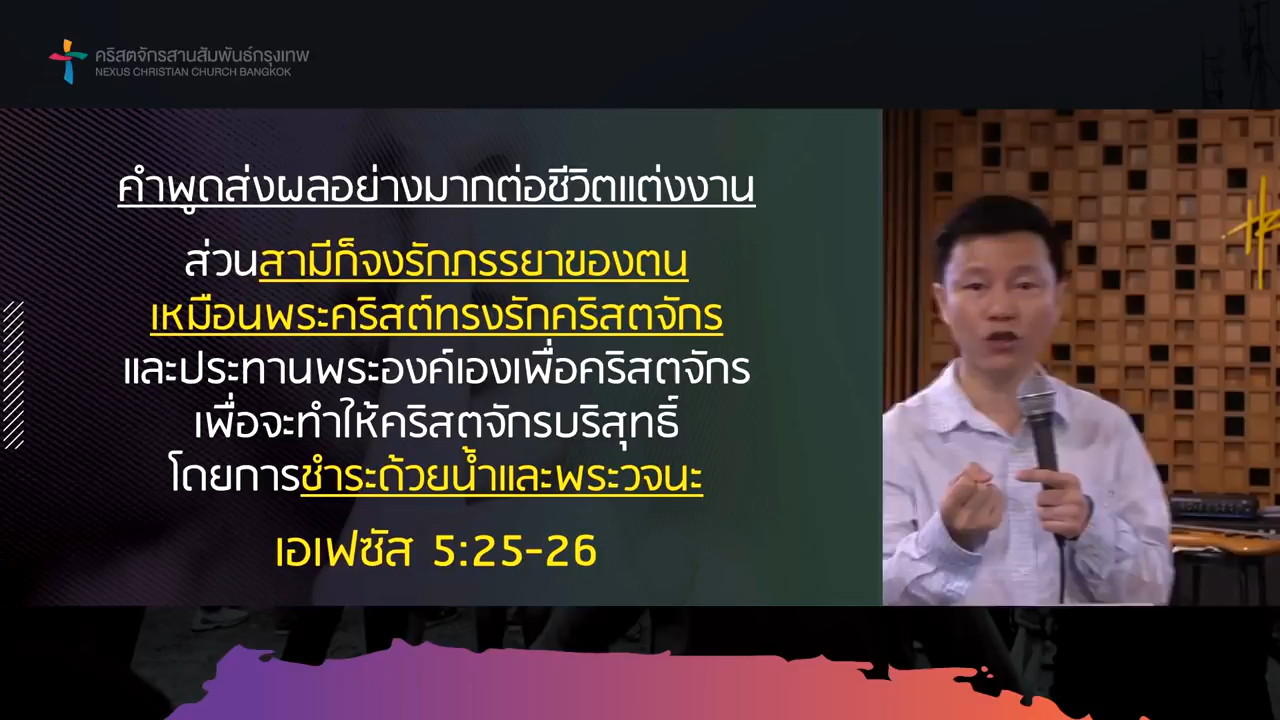 คริสตจักรสานสัมพันธ์กรุงเทพ
NEXUS CHRISTIAN CHURCH BANGKOK
คำพูดส่งผลอย่างมากต่อชีวิตแต่งงาน
ส่วนสามีก็จงรักภรรยาของตน
เหมือนพระคริสต์ทรงรักคริสตจักร
และประทานพระองค์เองเพื่อคริสตจักร
เพื่อจะทำให้คริสตจักรบริสุทธิ์
โดยการชำระด้วยน้ำและพระวจนะ
เอเฟซัส 5:25-26